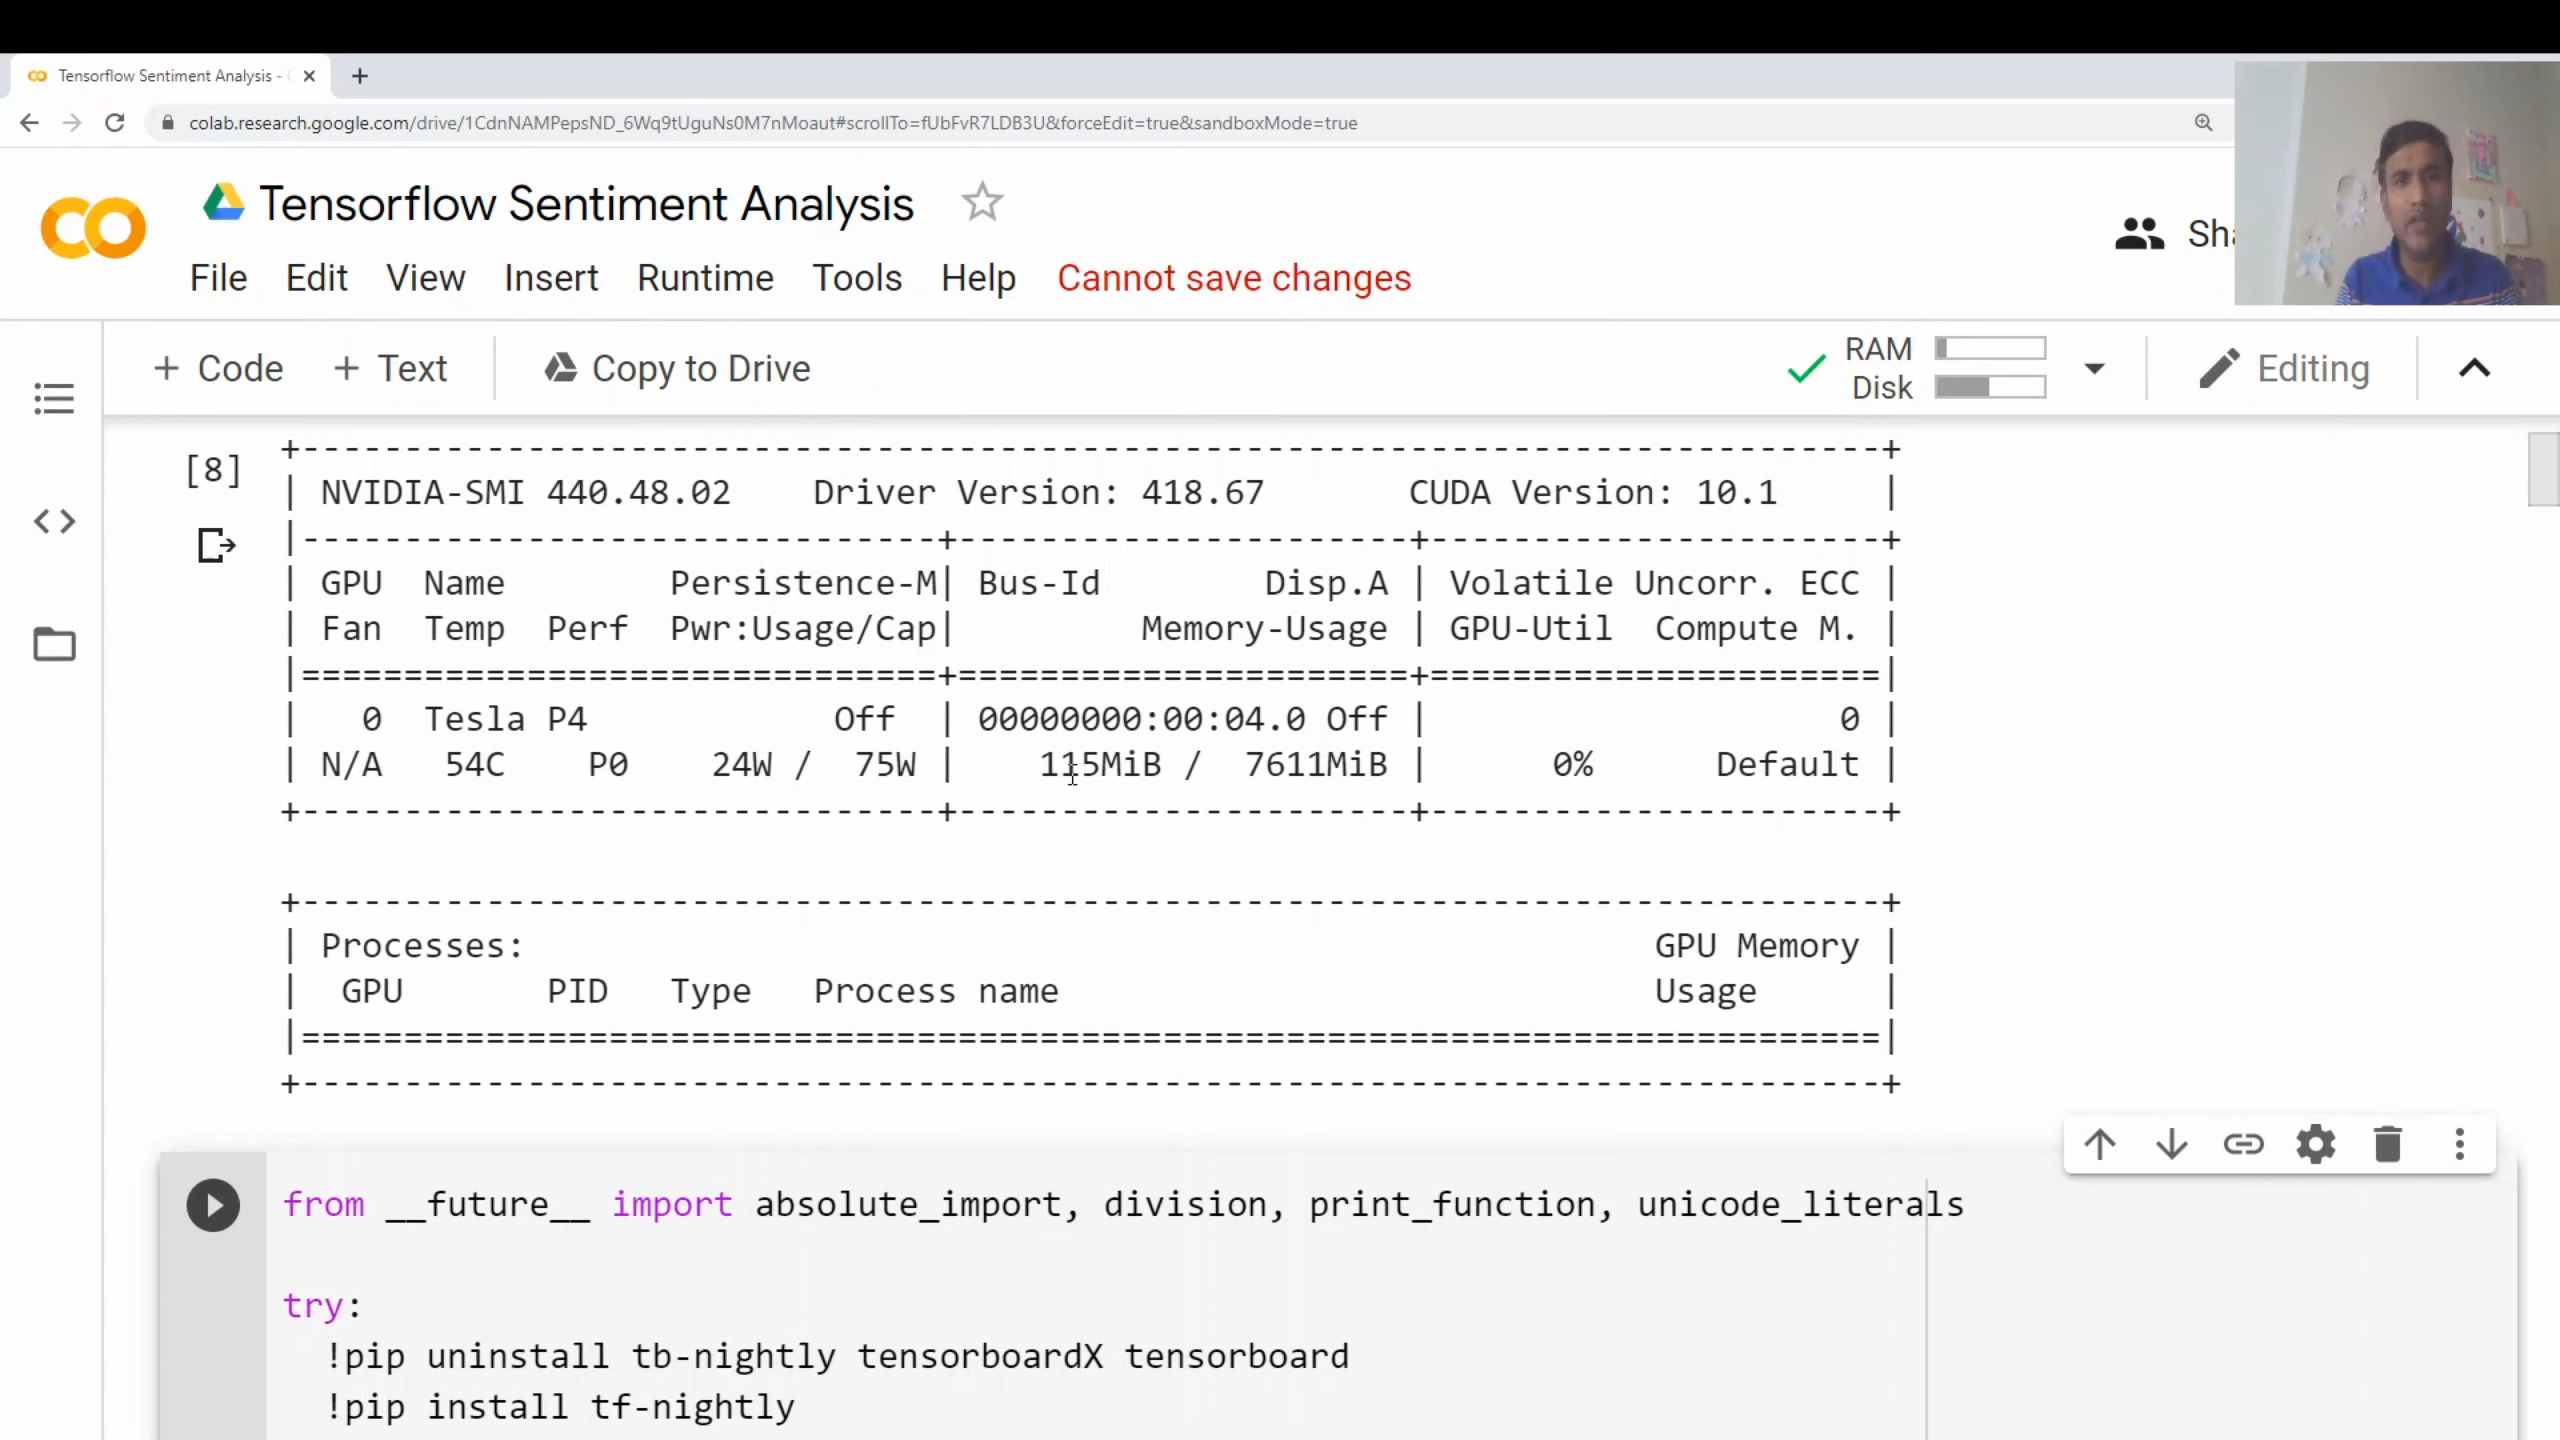 Tensorflow Sentiment Analysis -
colab.research.google.com/drive/1CdnNAMPepsND_6Wq9tUguNs0M7nMoaut#scrollTo=fUbFvR7LDB3U&forceEdit=true&sandboxMode=true
Tensorflow Sentiment Analysis
File Edit View Insert Runtime Tools Help Cannot save changes
+ Code + Text Copy to Drive
RAM
Disk
Editing
[8]
+-----------------------------------------------------------------------------+
| NVIDIA-SMI 440.48.02    Driver Version: 418.67       CUDA Version: 10.1     |
|-------------------------------+----------------------+----------------------+
| GPU  Name        Persistence-M| Bus-Id        Disp.A | Volatile Uncorr. ECC |
| Fan  Temp  Perf  Pwr:Usage/Cap|         Memory-Usage | GPU-Util  Compute M. |
|===============================+======================+======================|
|   0  Tesla P4            Off  | 00000000:00:04.0 Off |                    0 |
| N/A   54C    P0    24W /  75W |    115MiB /  7611MiB |      0%      Default |
+-------------------------------+----------------------+----------------------+
+-----------------------------------------------------------------------------+
| Processes:                                                       GPU Memory |
|  GPU       PID   Type   Process name                             Usage      |
|=============================================================================|
+-----------------------------------------------------------------------------+
from __future__ import absolute_import, division, print_function, unicode_literals
try:
  !pip uninstall tb-nightly tensorboardX tensorboard
  !pip install tf-nightly